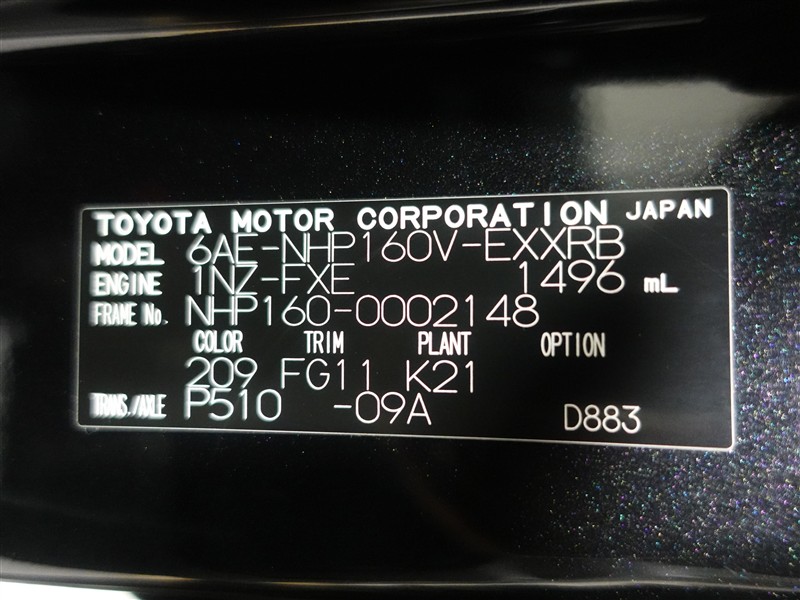 TOYOTA MOTOR CORPORATION JAPAN
MODEL 6AE-NHP160V-EXXRB
ENGINE 1NZ-FXE 1496 mL
FRAME No. NHP160-0002148
COLOR TRIM PLANT OPTION
209 FG11 K21
TRANS./AXLE P510 -09A D883